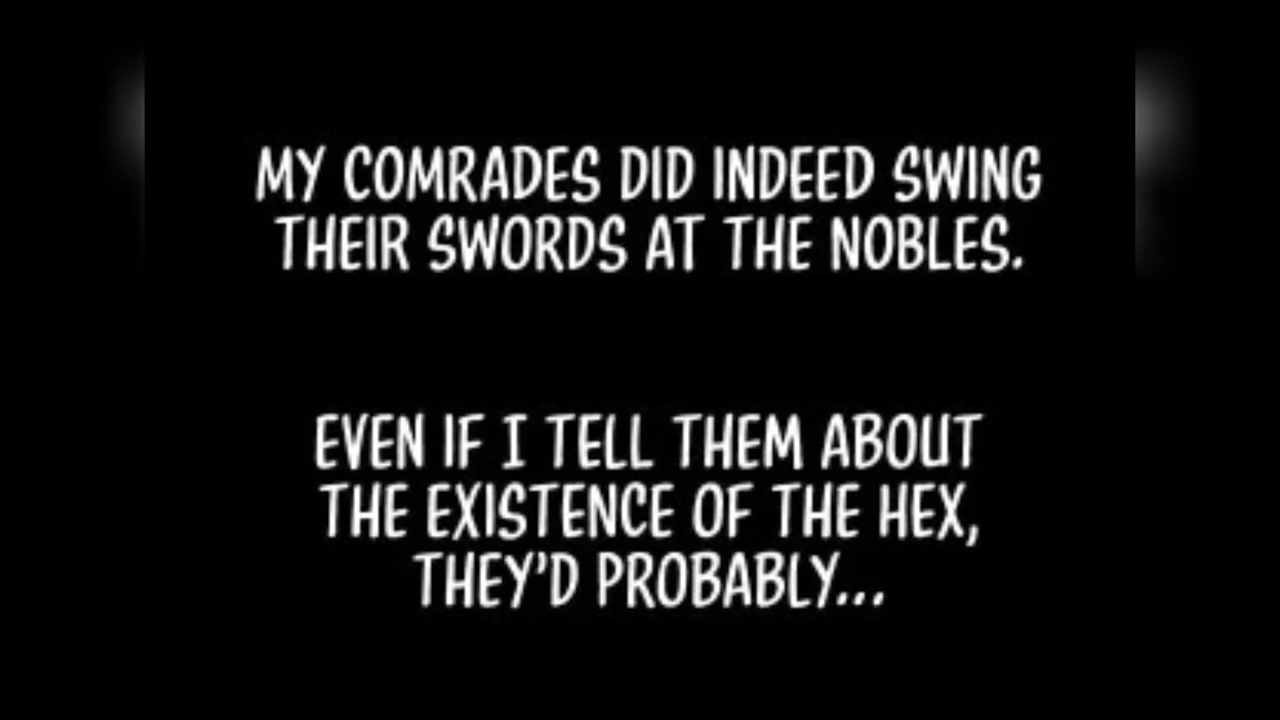 MY COMRADES DID INDEED SWING
THEIR SWORDS AT THE NOBLES.
EVEN IF I TELL THEM ABOUT
THE EXISTENCE OF THE HEX,
THEY'D PROBABLY...